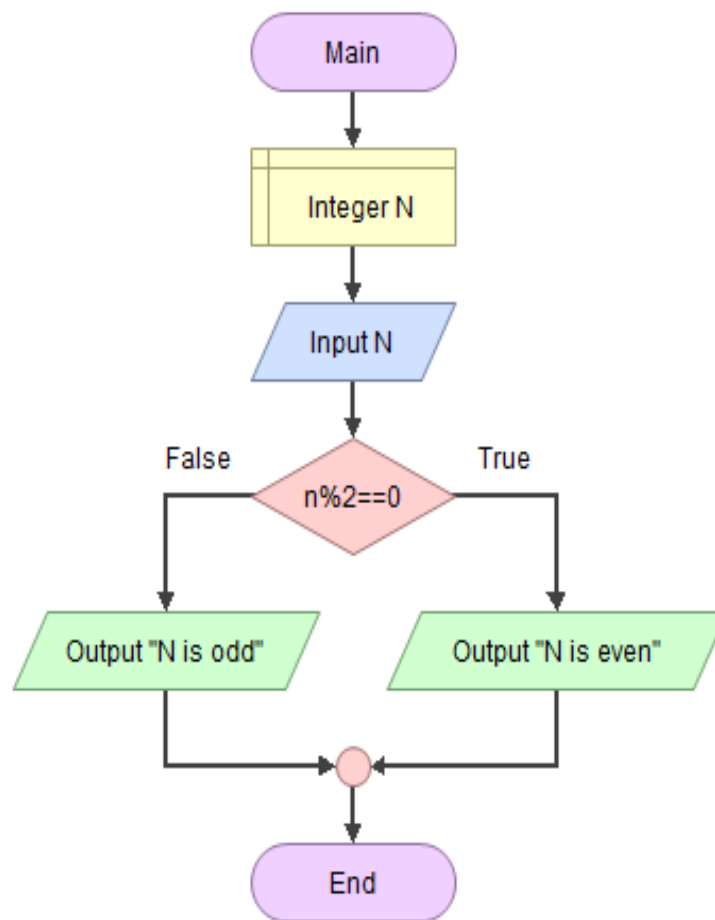 Main
Integer N
Input N
False
True
n%2==0
Output "N is odd"
Output "N is even"
End